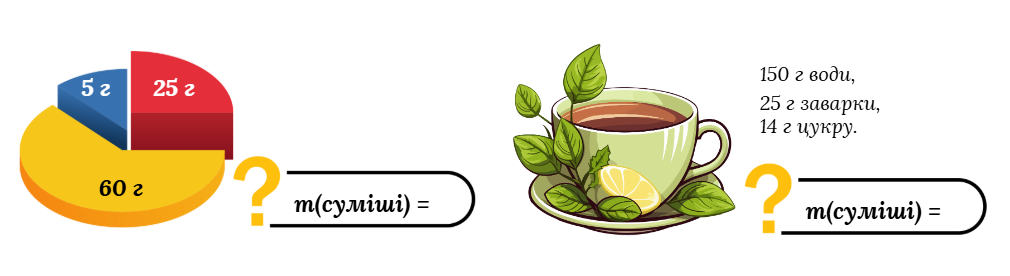 5 г
25 г
60 г
?
m(суміші) =
150 г води,
25 г заварки,
14 г цукру.
?
m(суміші) =